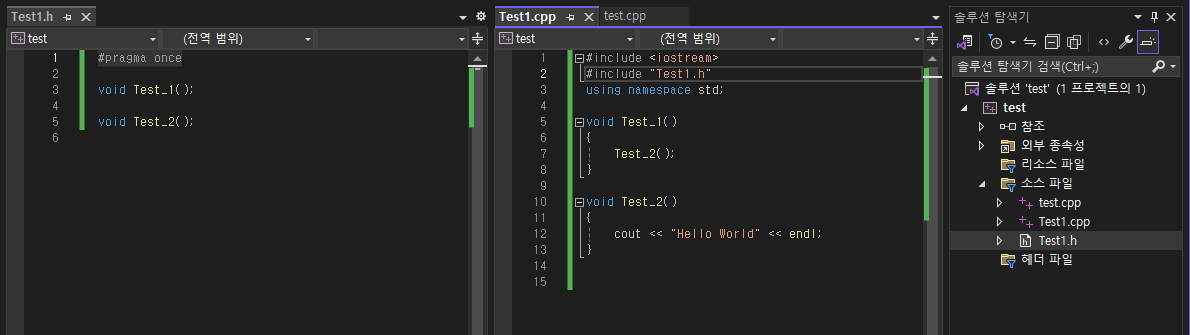 Test1.h
test
(전역 범위)
1 #pragma once
2
3 void Test_1();
4
5 void Test_2();
6
Test1.cpp test.cpp
test
(전역 범위)
1 #include <iostream>
2 #include "Test1.h"
3 using namespace std;
4
5 void Test_1()
6 {
7 Test_2();
8 }
9
10 void Test_2()
11 {
12 cout << "Hello World" << endl;
13 }
14
15
솔루션 탐색기
솔루션 탐색기 검색(Ctrl+;)
솔루션 'test' (1 프로젝트의 1)
test
참조
외부 종속성
리소스 파일
소스 파일
test.cpp
Test1.cpp
Test1.h
헤더 파일